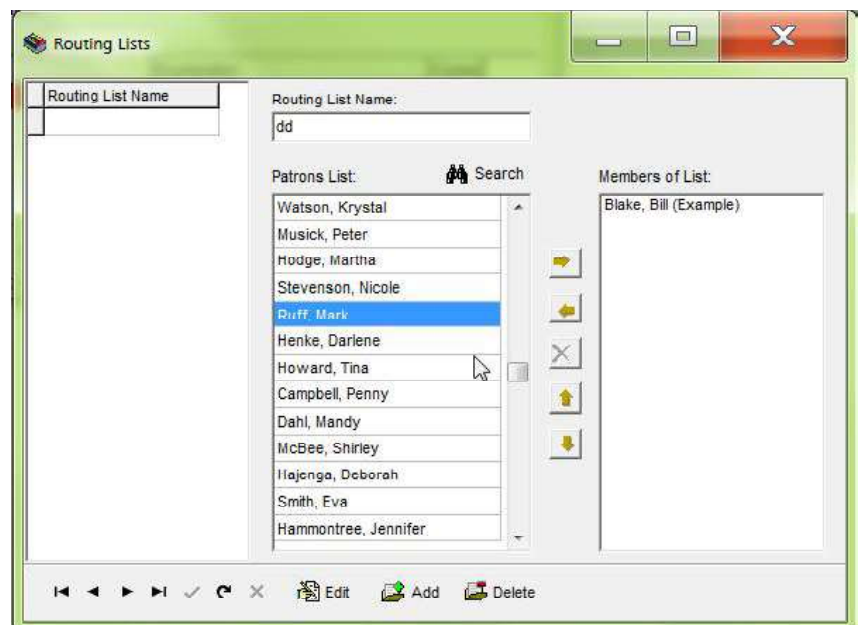 Routing Lists
Routing List Name
Routing List Name:
dd
Patrons List:
Search
Members of List:
Watson, Krystal
Musick, Peter
Hodge, Martha
Stevenson, Nicole
Ruff, Mark
Henke, Darlene
Howard, Tina
Campbell, Penny
Dahl, Mandy
McBee, Shirley
Hajenga, Deborah
Smith, Eva
Hammontree, Jennifer
Blake, Bill (Example)
Edit
Add
Delete